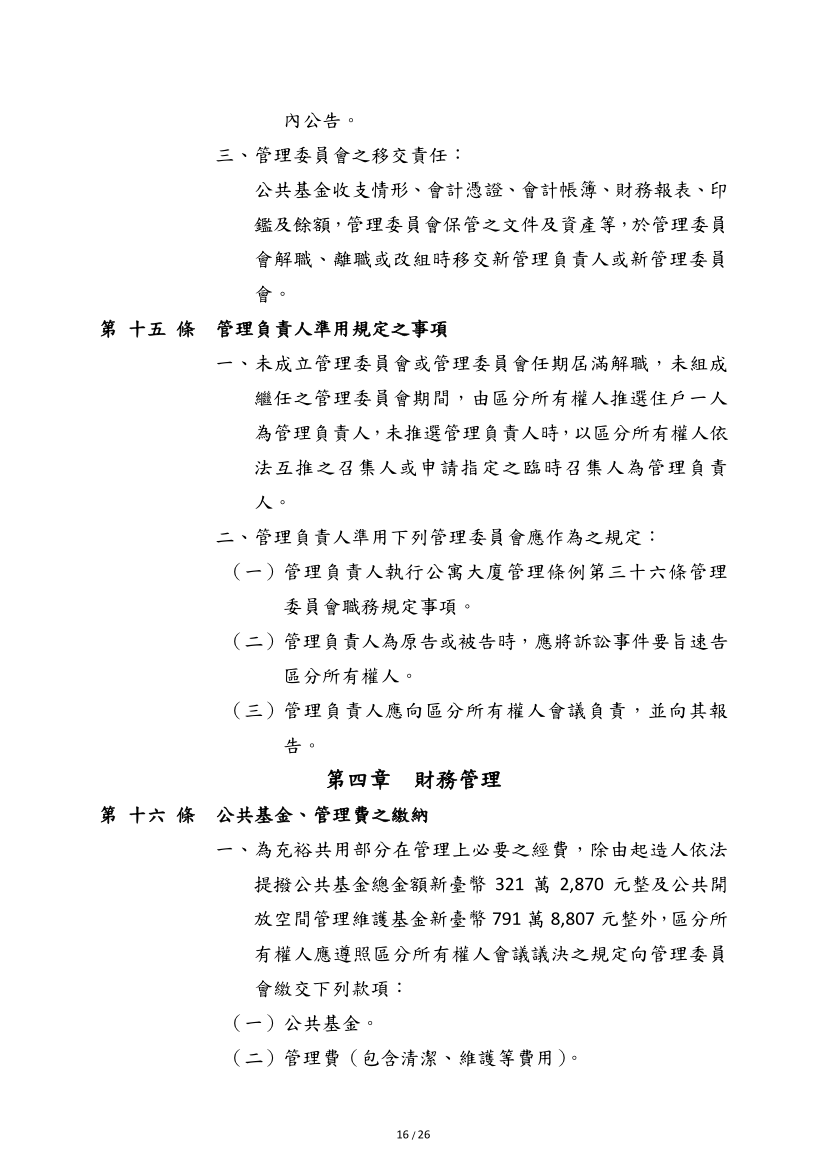 內公告。
三、管理委員會之移交責任：
公共基金收支情形、會計憑證、會計帳簿、財務報表、印
鑑及餘額，管理委員會保管之文件及資產等，於管理委員
會解職、離職或改組時移交新管理負責人或新管理委員
會。
第 十五 條　管理負責人準用規定之事項
一、未成立管理委員會或管理委員會任期屆滿解職，未組成
繼任之管理委員會期間，由區分所有權人推選住戶一人
為管理負責人，未推選管理負責人時，以區分所有權人依
法互推之召集人或申請指定之臨時召集人為管理負責
人。
二、管理負責人準用下列管理委員會應作為之規定：
（一）管理負責人執行公寓大廈管理條例第三十六條管理
委員會職務規定事項。
（二）管理負責人為原告或被告時，應將訴訟事件要旨速告
區分所有權人。
（三）管理負責人應向區分所有權人會議負責，並向其報
告。
第四章　財務管理
第 十六 條　公共基金、管理費之繳納
一、為充裕共用部分在管理上必要之經費，除由起造人依法
提撥公共基金總金額新臺幣 321 萬 2,870 元整及公共開
放空間管理維護基金新臺幣 791 萬 8,807 元整外，區分所
有權人應遵照區分所有權人會議議決之規定向管理委員
會繳交下列款項：
（一）公共基金。
（二）管理費（包含清潔、維護等費用）。
16 / 26